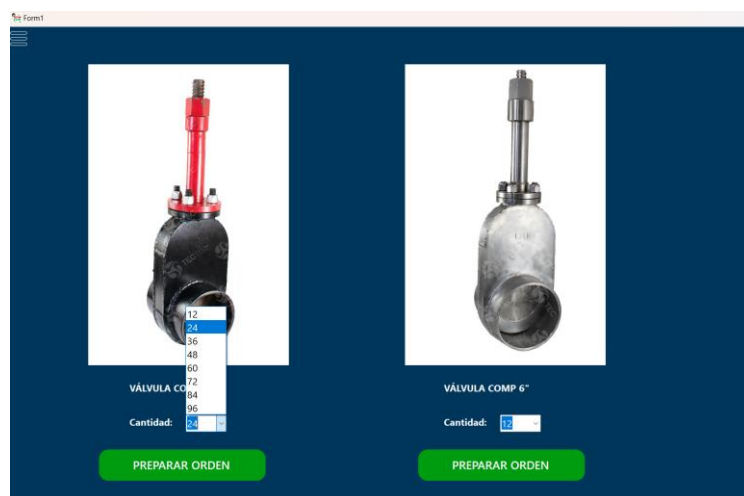 Form1
12
24
36
48
60
72
84
96
VÁLVULA CO
Cantidad: 24
PREPARAR ORDEN
VÁLVULA COMP 6"
Cantidad: 12
PREPARAR ORDEN